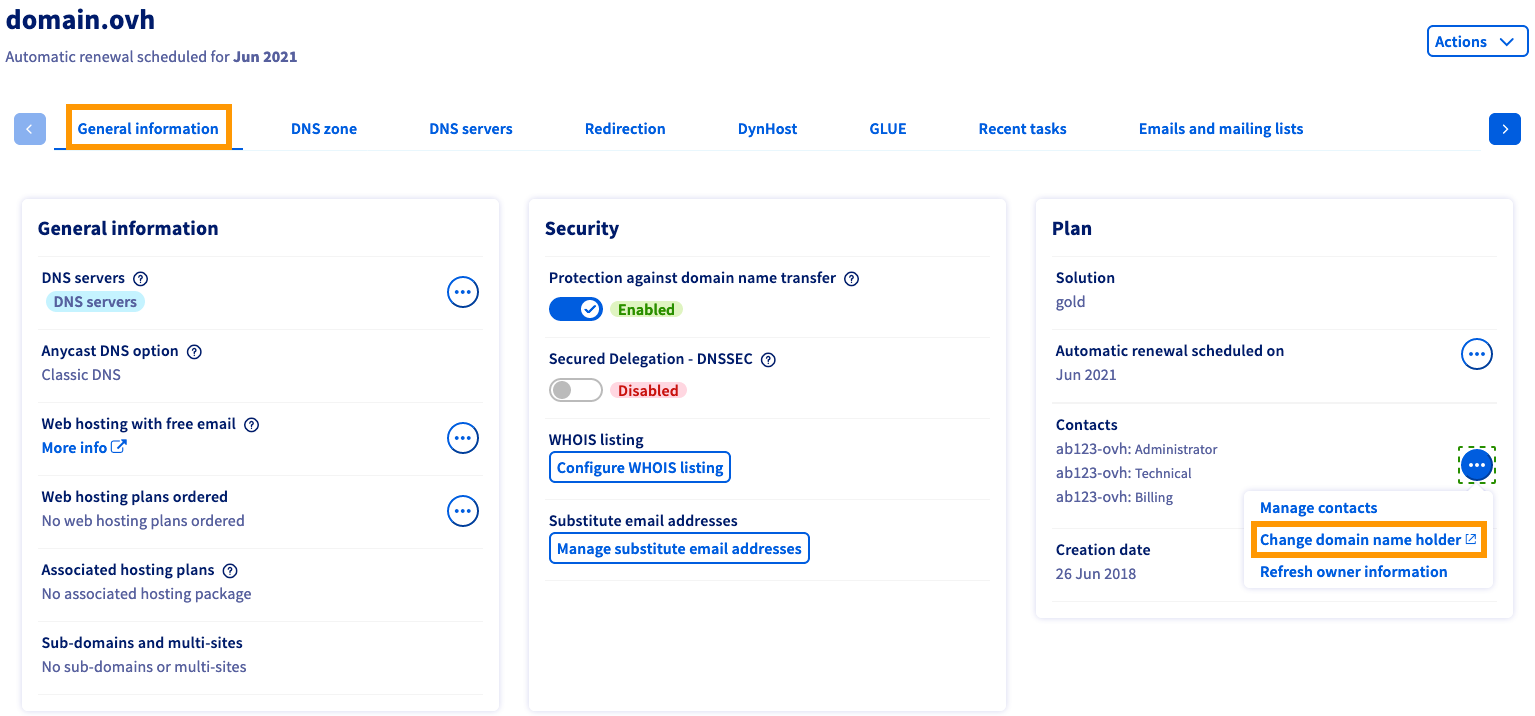 domain.ovh
Automatic renewal scheduled for Jun 2021
Actions
General information
DNS zone
DNS servers
Redirection
DynHost
GLUE
Recent tasks
Emails and mailing lists
General information
DNS servers
DNS servers
Anycast DNS option
Classic DNS
Web hosting with free email
More info
Web hosting plans ordered
No web hosting plans ordered
Associated hosting plans
No associated hosting package
Sub-domains and multi-sites
No sub-domains or multi-sites
Security
Protection against domain name transfer
Enabled
Secured Delegation - DNSSEC
Disabled
WHOIS listing
Configure WHOIS listing
Substitute email addresses
Manage substitute email addresses
Plan
Solution
gold
Automatic renewal scheduled on
Jun 2021
Contacts
ab123-ovh: Administrator
ab123-ovh: Technical
ab123-ovh: Billing
Manage contacts
Change domain name holder
Refresh owner information
Creation date
26 Jun 2018